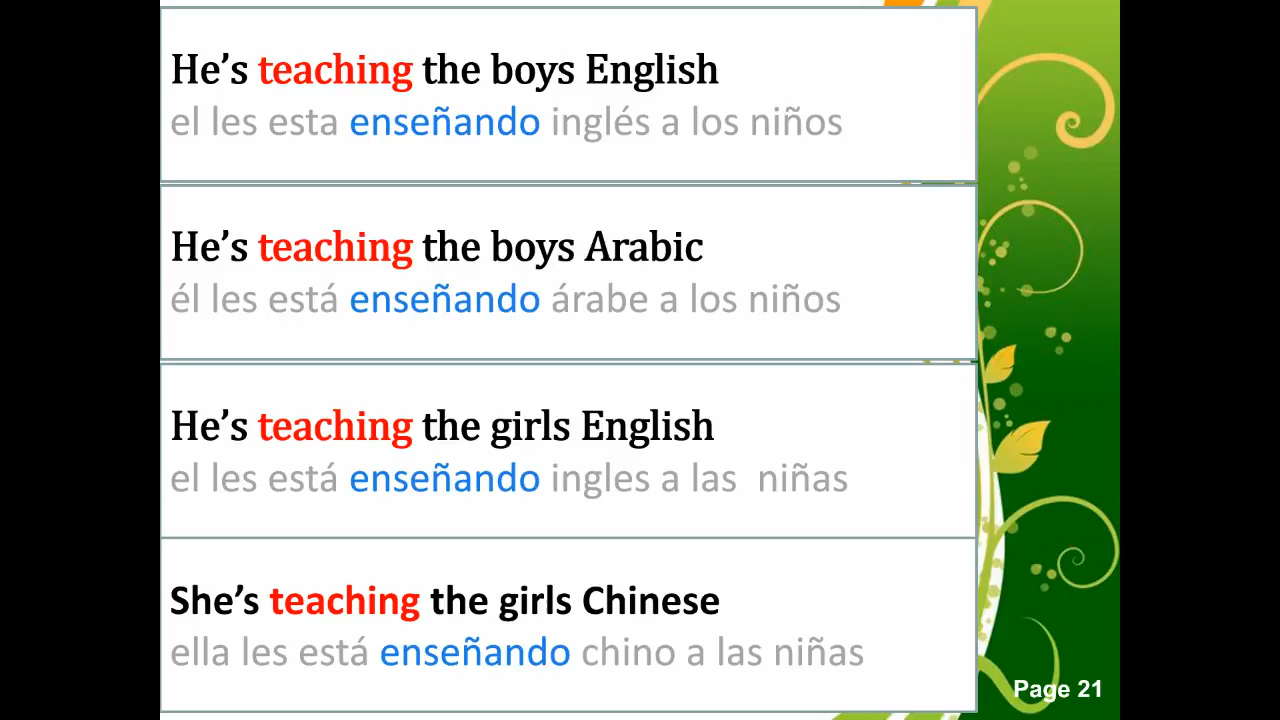 He’s teaching the boys English
el les esta enseñando inglés a los niños
He’s teaching the boys Arabic
él les está enseñando árabe a los niños
He’s teaching the girls English
el les está enseñando ingles a las  niñas
She’s teaching the girls Chinese
ella les está enseñando chino a las niñas
Page 21